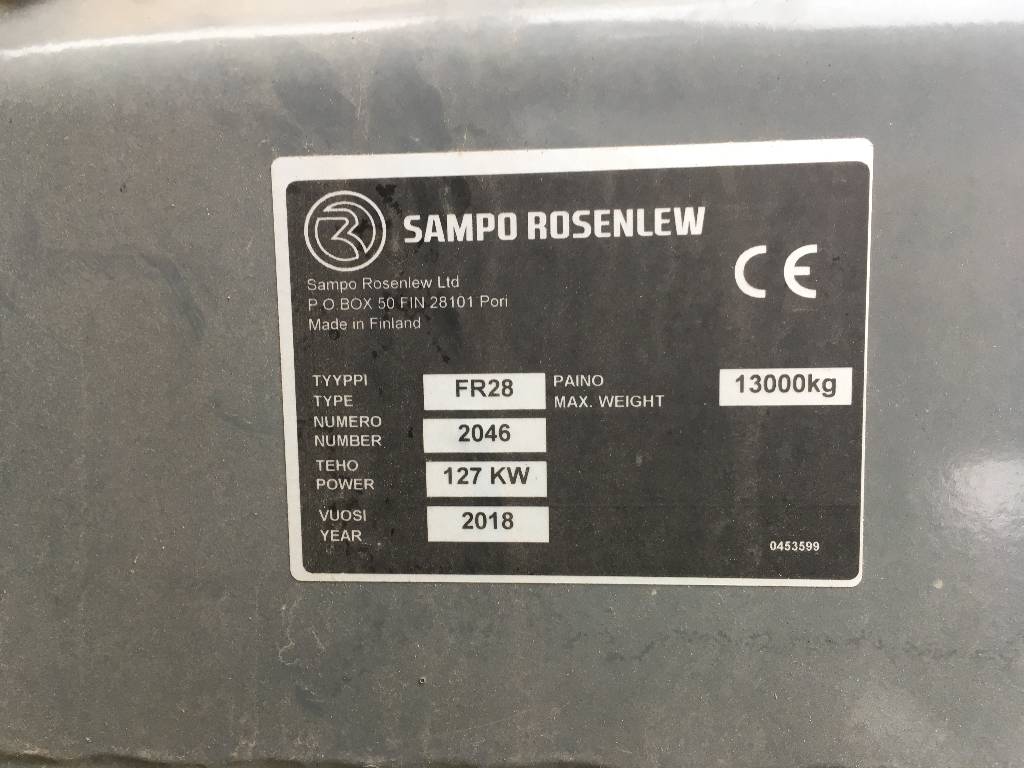 SAMPO ROSENLEW
CE
Sampo Rosenlew Ltd
P O BOX 50 FIN 28101 Pori
Made in Finland
TYYPPI
TYPE
FR28
PAINO
MAX. WEIGHT
13000kg
NUMERO
NUMBER
2046
TEHO
POWER
127 KW
VUOSI
YEAR
2018
0453599